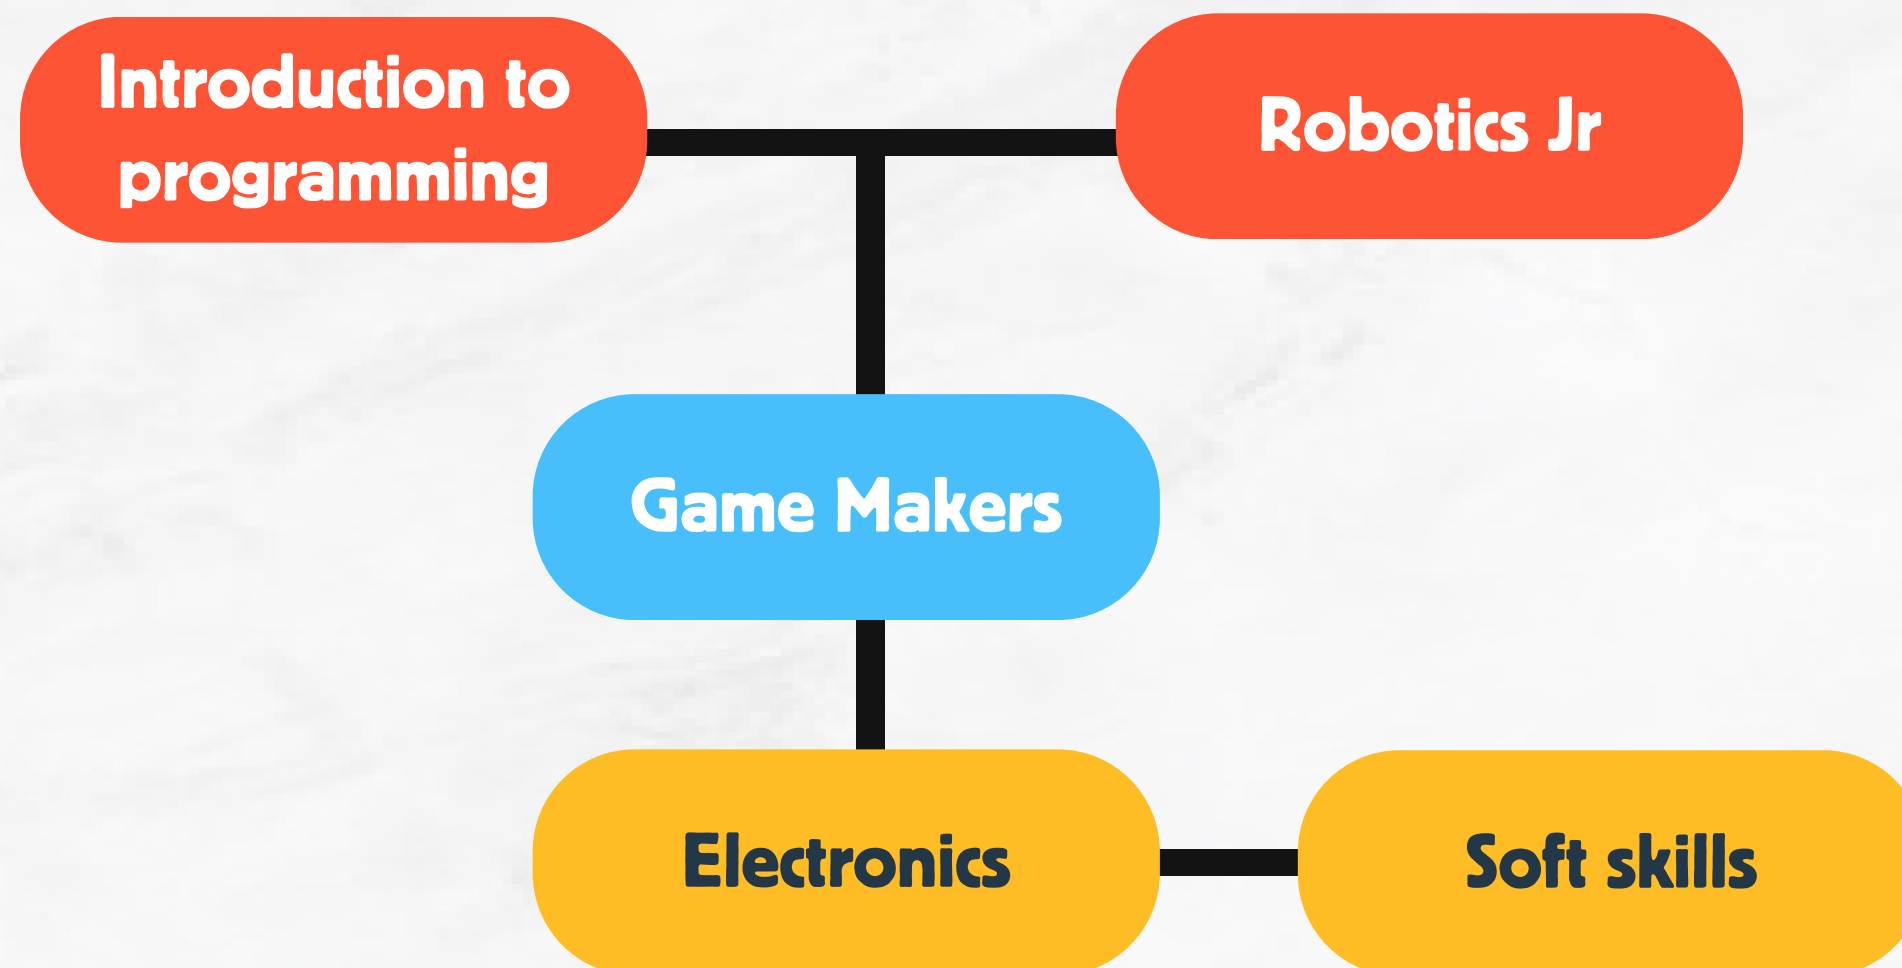 Introduction to
programming
Robotics Jr
Game Makers
Electronics
Soft skills